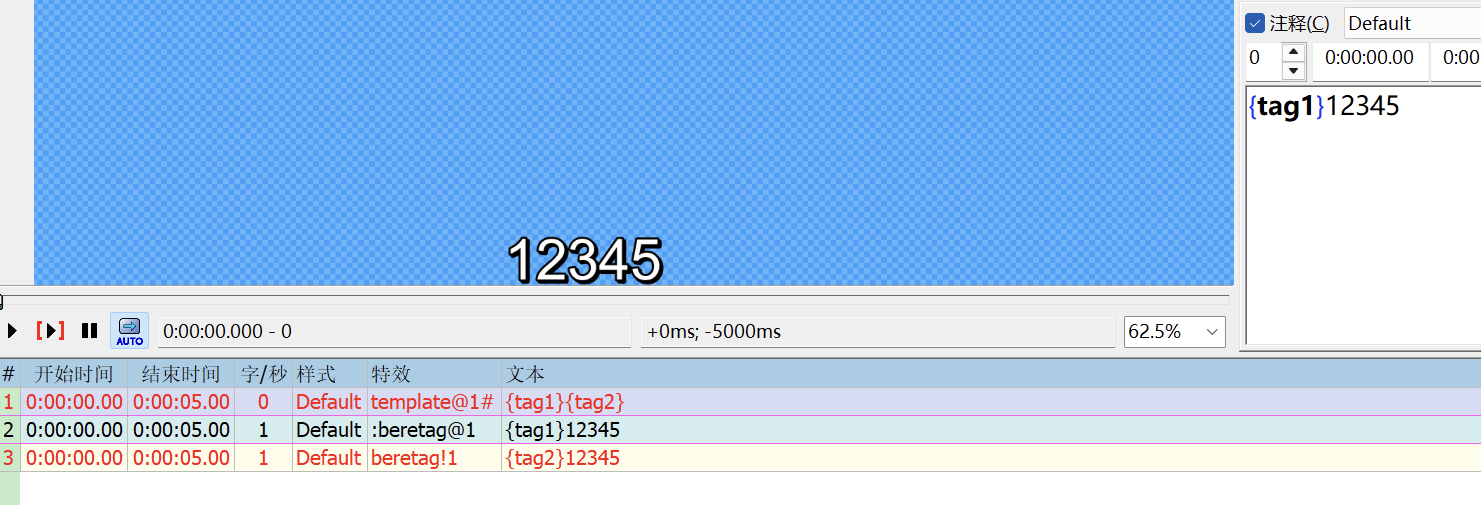 注释(C) Default
0 0:00:00.00 0:00
{tag1}12345
12345
AUTO 0:00:00.000 - 0 +0ms; -5000ms 62.5%
# 开始时间 结束时间 字/秒 样式 特效 文本
1 0:00:00.00 0:00:05.00 0 Default template@1# {tag1}{tag2}
2 0:00:00.00 0:00:05.00 1 Default :beretag@1 {tag1}12345
3 0:00:00.00 0:00:05.00 1 Default beretag!1 {tag2}12345